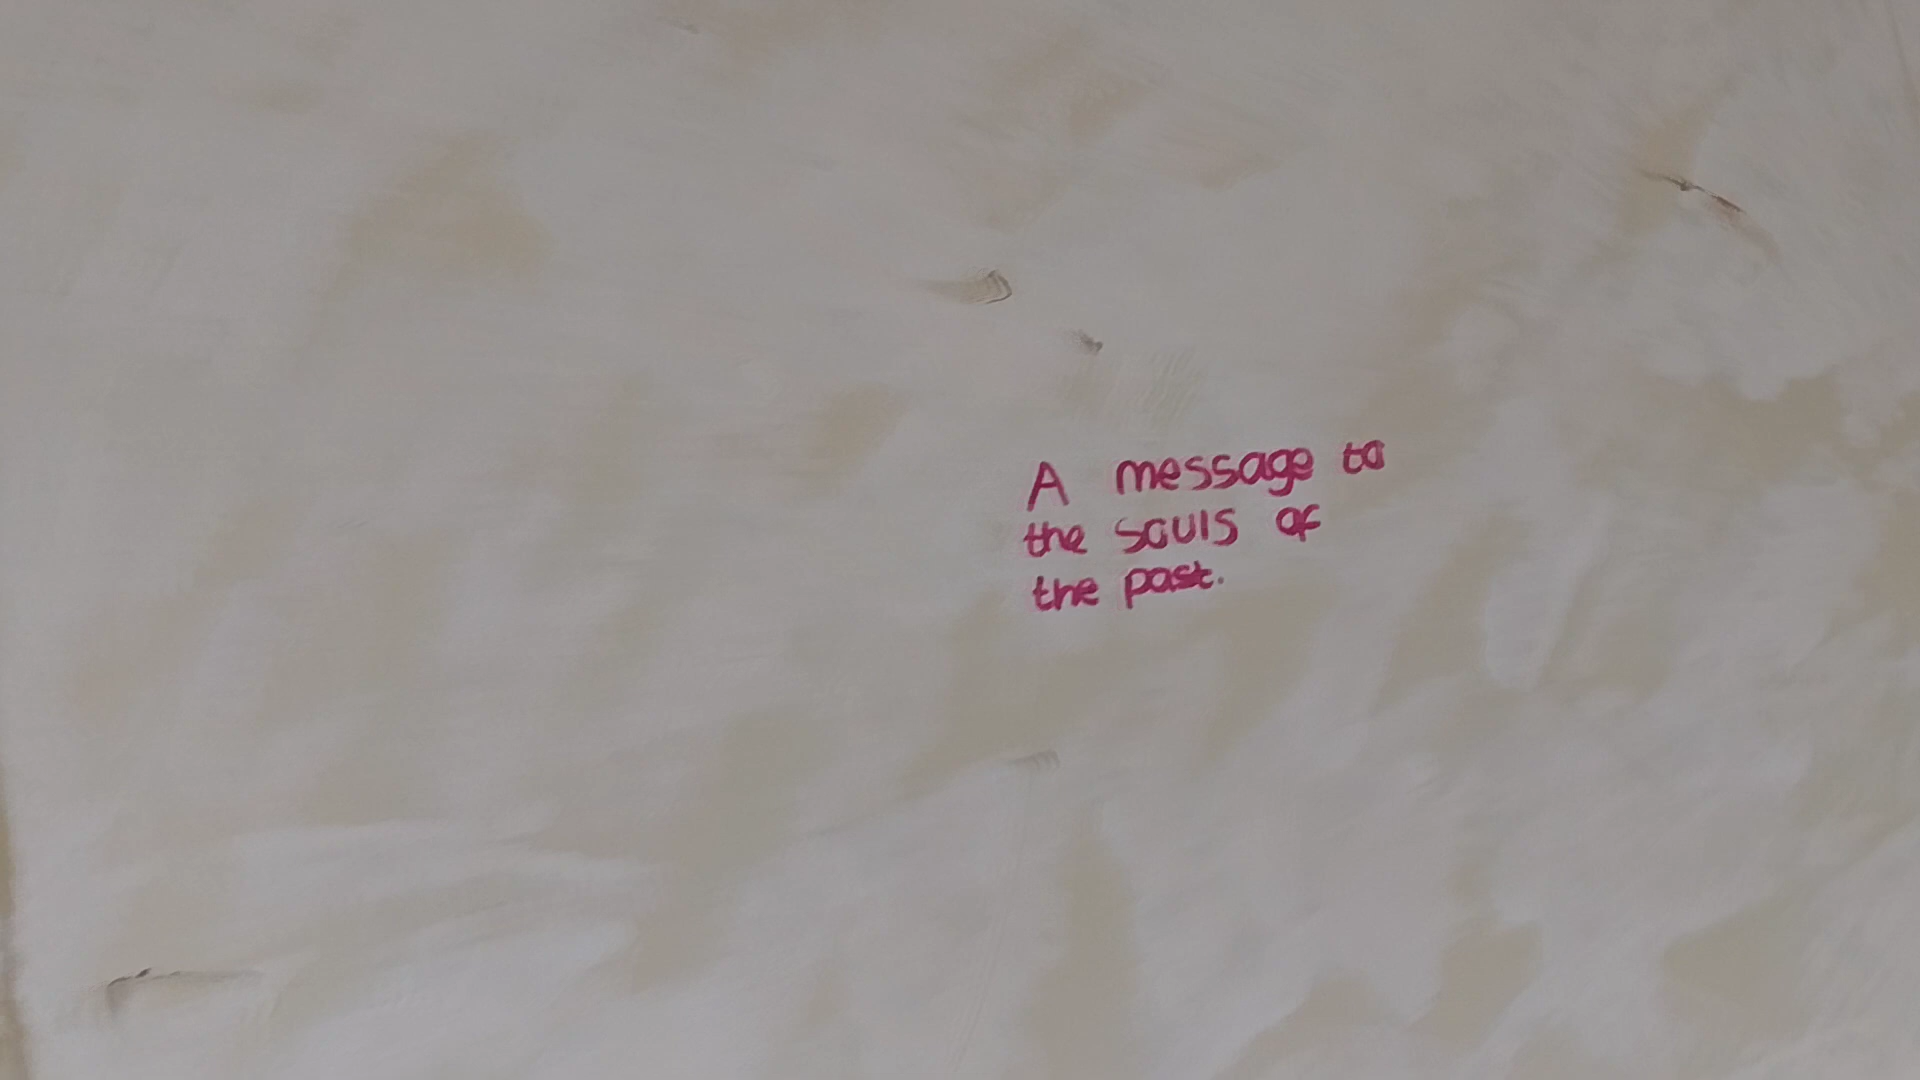 A message to
the souls of
the past.